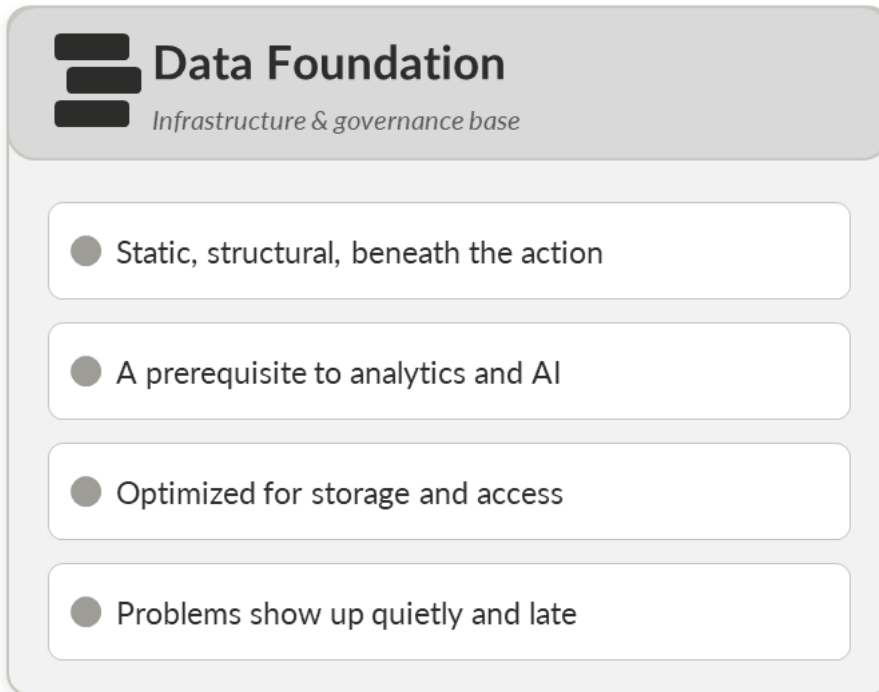 Data Foundation
Infrastructure & governance base
Static, structural, beneath the action
A prerequisite to analytics and AI
Optimized for storage and access
Problems show up quietly and late